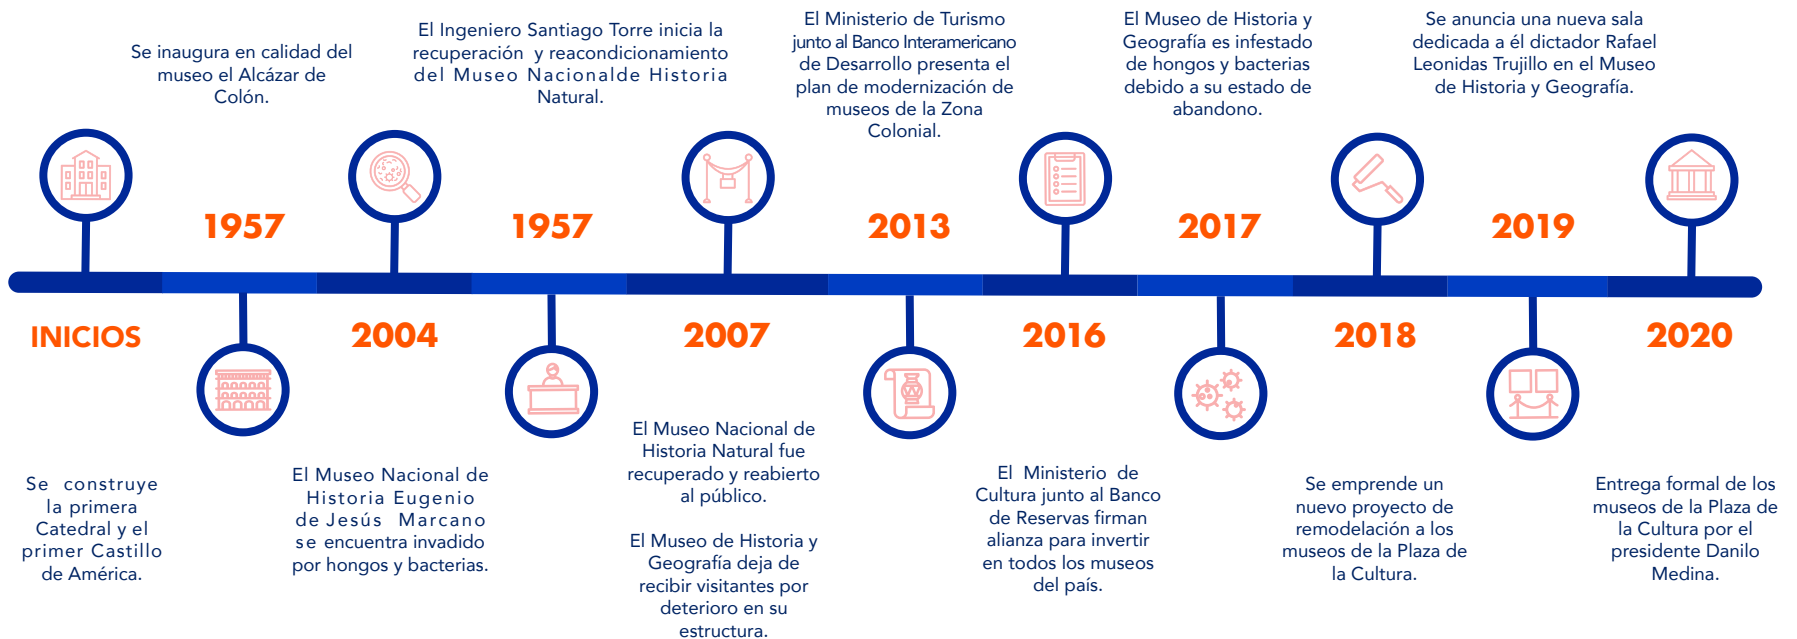 Se inaugura en calidad del
museo el Alcázar de
Colón.
El Ingeniero Santiago Torre inicia la
recuperación y reacondicionamiento
del Museo Nacionalde Historia
Natural.
El Ministerio de Turismo
junto al Banco Interamericano
de Desarrollo presenta el
plan de modernización de
museos de la Zona
Colonial.
El Museo de Historia y
Geografía es infestado
de hongos y bacterias
debido a su estado de
abandono.
Se anuncia una nueva sala
dedicada a él dictador Rafael
Leonidas Trujillo en el Museo
de Historia y Geografía.
1957
1957
2013
2017
2019
INICIOS
2004
2007
2016
2018
2020
Se construye
la primera
Catedral y el
primer Castillo
de América.
El Museo Nacional de
Historia Eugenio
de Jesús Marcano
se encuentra invadido
por hongos y bacterias.
El Museo Nacional de
Historia Natural fue
recuperado y reabierto
al público.
El Museo de Historia y
Geografía deja de
recibir visitantes por
deterioro en su
estructura.
El Ministerio de
Cultura junto al Banco
de Reservas firman
alianza para invertir
en todos los museos
del país.
Se emprende un
nuevo proyecto de
remodelación a los
museos de la Plaza de
la Cultura.
Entrega formal de los
museos de la Plaza de
la Cultura por el
presidente Danilo
Medina.